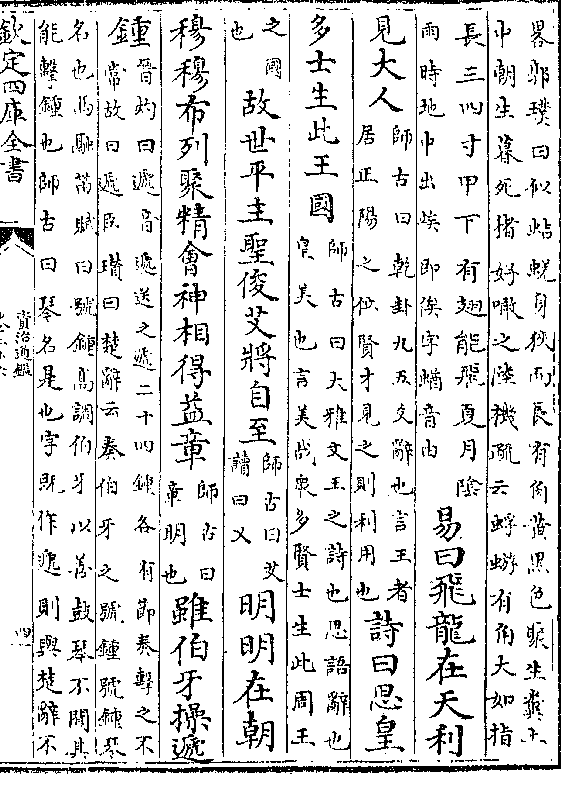 畧郭璞曰似蛣蜣身狹而長有角黃黒色聚生糞土
中朝生暮死猪好噉之陸機疏云蜉蝣有角大如指
長三四寸甲下有翅能飛夏月隂
雨時地中出埃即俟字蝤音由
易曰飛龍在天利
見大人
師古曰乾卦九五爻辭也言王者
居正陽之位賢才見之則利用也
詩曰思皇
多士生此王國
師古曰大雅文王之詩也思語辭也
皇美也言美哉衆多賢士生此周王
之國
也
故世平主聖俊艾將自至
師古曰艾
讀曰乂
明明在朝
穆穆布列聚精會神相得益章
師古曰
章明也
雖伯牙操遞
鍾
晉灼曰遞音遞送之遞二十四鍾各有節奏擊之不
常故曰遞臣瓚曰楚辭云奏伯牙之號鍾號鍾琴
名也馬融笛賦曰號鍾高調伯牙以善鼓琴不聞其
能擊鍾也師古曰琴名是也字既作遞則與楚辭不
欽定四庫全書
資治通鑑
四